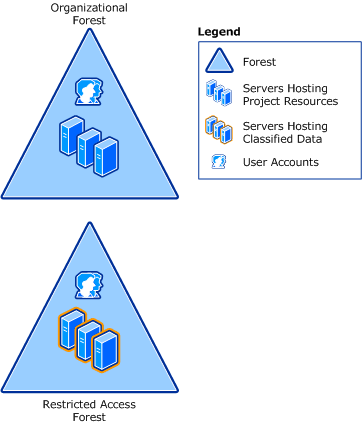 Organizational
Forest
Legend
Forest
Servers Hosting
Project Resources
Servers Hosting
Classified Data
User Accounts
Restricted Access
Forest